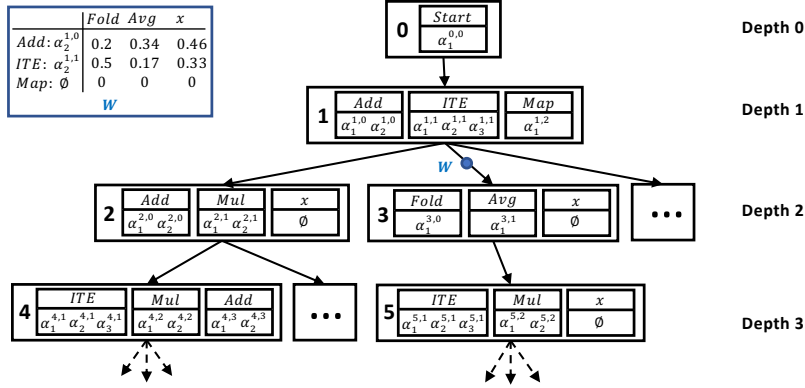 Fold Avg x
Add: α₂^{1,0} 0.2 0.34 0.46
ITE: α₂^{1,1} 0.5 0.17 0.33
Map: ∅ 0 0 0
W
0 Start
α₁^{0,0}
Depth 0
1 Add ITE Map
α₁^{1,0} α₂^{1,0} α₁^{1,1} α₂^{1,1} α₃^{1,1} α₁^{1,2}
Depth 1
W
2 Add Mul x
α₁^{2,0} α₂^{2,0} α₁^{2,1} α₂^{2,1} ∅
3 Fold Avg x
α₁^{3,0} α₁^{3,1} ∅
...
Depth 2
4 ITE Mul Add
α₁^{4,1} α₂^{4,1} α₃^{4,1} α₁^{4,2} α₂^{4,2} α₁^{4,3} α₂^{4,3}
...
5 ITE Mul x
α₁^{5,1} α₂^{5,1} α₃^{5,1} α₁^{5,2} α₂^{5,2} ∅
Depth 3